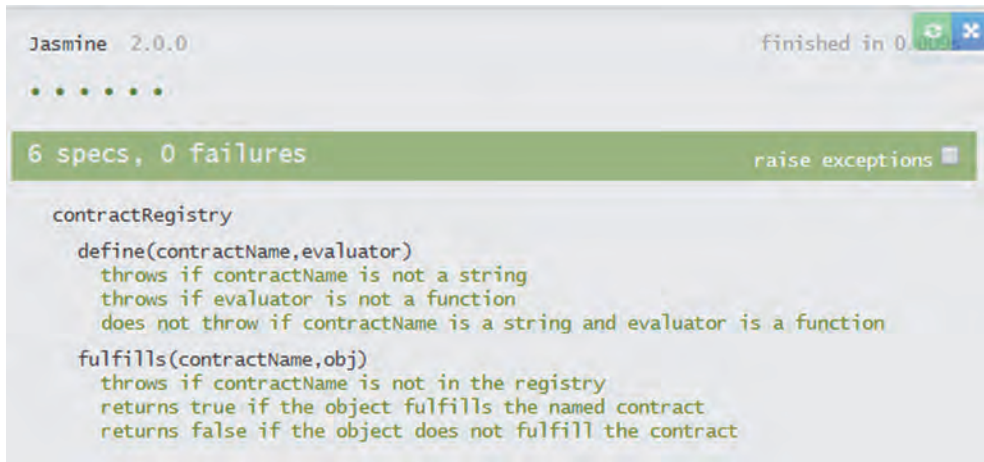 Jasmine 2.0.0 finished in 0.009s
6 specs, 0 failures raise exceptions
contractRegistry
define(contractName,evaluator)
throws if contractName is not a string
throws if evaluator is not a function
does not throw if contractName is a string and evaluator is a function
fulfills(contractName,obj)
throws if contractName is not in the registry
returns true if the object fulfills the named contract
returns false if the object does not fulfill the contract